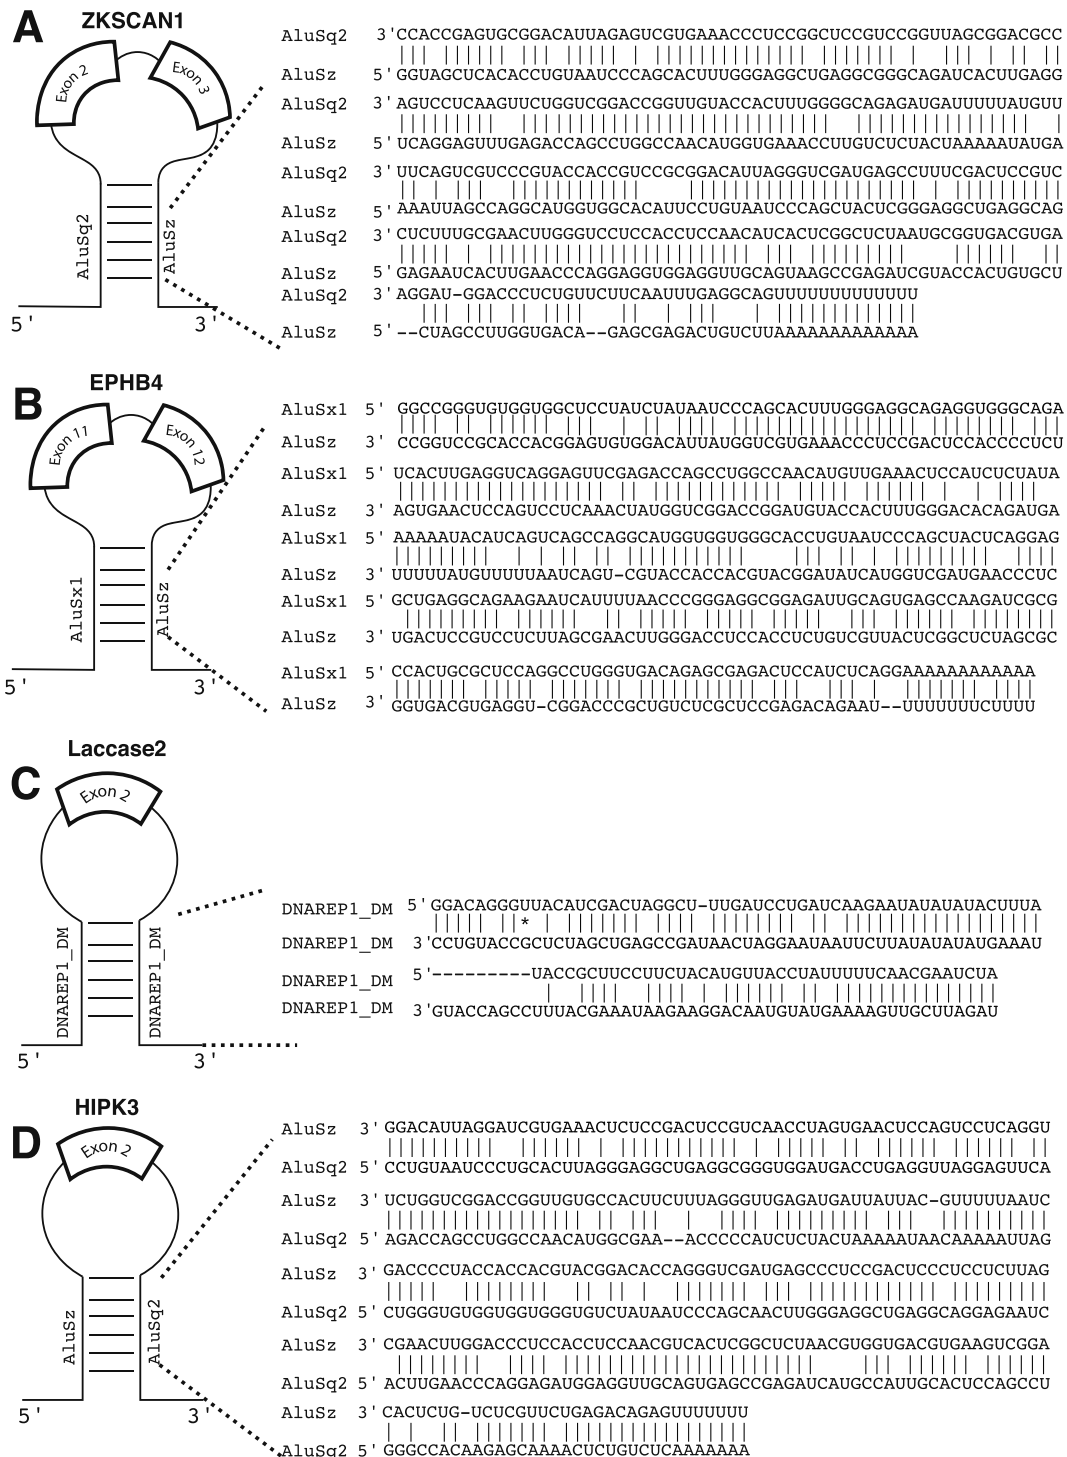 A
ZKSCAN1
Exon 2
Exon 3
AluSq2
AluSz
5'
3'
AluSq2 3'CCACCGAGUGCGGACAUUAGAGUCGUGAAACCCUCCGGCUCCGUCCGGUUAGCGGACGCC
AluSz 5'GGUAGCUCACACCUGUAAUCCCAGCACUUUGGGAGGCUGAGGCGGGCAGAUCACUUGAGG
AluSq2 3'AGUCCUCAAGUUCUGGUCGGACCGGUUGUACCACUUUGGGGCAGAGAUGAUUUUUAUGUU
AluSz 5'UCAGGAGUUUGAGACCAGCCUGGCCAACAUGGUGAAACCUUGUCUCUACUAAAAAUAUGA
AluSq2 3'UUCAGUCGUCCCGUACCACCGUCCGCGGACAUUAGGGUCGAUGAGCCUUUCGACUCCGUC
AluSz 5'AAAUUAGCCAGGCAUGGUGGCACAUUCCUGUAAUCCCAGCUACUCGGGAGGCUGAGGCAG
AluSq2 3'CUCUUUGCGAACUUGGGUCCUCCACCUCCAACAUCACUCGGCUCUAAUGCGGUGACGUGA
AluSz 5'GAGAAUCACUUGAACCCAGGAGGUGGAGGUUGCAGUAAGCCGAGAUCGUACCACUGUGCU
AluSq2 3'AGGAU-GGACCCUCUGUUCUUCAAUUUGAGGCAGUUUUUUUUUUUUU
AluSz 5'--CUAGCCUUGGUGACA--GAGCGAGACUGUCUUAAAAAAAAAAAAA
B
EPHB4
Exon 11
Exon 12
AluSx1
AluSz
5'
3'
AluSx1 5' GGCCGGGUGUGGUGGCUCCUAUCUAUAAUCCCAGCACUUUGGGAGGCAGAGGUGGGCAGA
AluSz 3' CCGGUCCGCACCACGGAGUGUGGACAUUAUGGUCGUGAAACCCUCCGACUCCACCCCUCU
AluSx1 5' UCACUUGAGGUCAGGAGUUCGAGACCAGCCUGGCCAACAUGUUGAAACUCCAUCUCUAUA
AluSz 3' AGUGAACUCCAGUCCUCAAACUAUGGUCGGACCGGAUGUACCACUUUGGGACACAGAUGA
AluSx1 5' AAAAAUACAUCAGUCAGCCAGGCAUGGUGGUGGGCACCUGUAAUCCCAGCUACUCAGGAG
AluSz 3'UUUUUAUGUUUUUAAUCAGU-CGUACCACCACGUACGGAUAUCAUGGUCGAUGAACCCUC
AluSx1 5' GCUGAGGCAGAAGAAUCAUUUUAACCCGGGAGGCGGAGAUUGCAGUGAGCCAAGAUCGCG
AluSz 3'UGACUCCGUCCUCUUAGCGAACUUGGGACCUCCACCUCUGUCGUUACUCGGCUCUAGCGC
AluSx1 5' CCACUGCGCUCCAGGCCUGGGUGACAGAGCGAGACUCCAUCUCAGGAAAAAAAAAAAA
AluSz 3' GGUGACGUGAGGU-CGGACCCGCUGUCUCGCUCCGAGACAGAAU--UUUUUUUCUUUU
C
Laccase2
Exon 2
DNAREP1_DM
DNAREP1_DM
5'
3'
DNAREP1_DM 5'GGACAGGGUUACAUCGACUAGGCU-UUGAUCCUGAUCAAGAAUAUAUAUACUUUA
*
DNAREP1_DM 3'CCUGUACCGCUCUAGCUGAGCCGAUAACUAGGAAUAAUUCUUAUAUAUAUGAAAU
DNAREP1_DM 5'---------UACCGCUUCCUUCUACAUGUUACCUAUUUUUCAACGAAUCUA
DNAREP1_DM 3'GUACCAGCCUUUACGAAAUAAGAAGGACAAUGUAUGAAAAGUUGCUUAGAU
D
HIPK3
Exon 2
AluSz
AluSq2
5'
3'
AluSz 3' GGACAUUAGGAUCGUGAAACUCUCCGACUCCGUCAACCUAGUGAACUCCAGUCCUCAGGU
AluSq2 5'CCUGUAAUCCCUGCACUUAGGGAGGCUGAGGCGGGUGGAUGACCUGAGGUUAGGAGUUCA
AluSz 3'UCUGGUCGGACCGGUUGUGCCACUUCUUUAGGGUUGAGAUGAUUAUUAC-GUUUUUAAUC
AluSq2 5'AGACCAGCCUGGCCAACAUGGCGAA--ACCCCCAUCUCUACUAAAAAUAACAAAAAUUAG
AluSz 3'GACCCCUACCACCACGUACGGACACCAGGGUCGAUGAGCCCUCCGACUCCCUCCUCUUAG
AluSq2 5'CUGGGUGUGGUGGUGGGUGUCUAUAAUCCCAGCAACUUGGGAGGCUGAGGCAGGAGAAUC
AluSz 3'CGAACUUGGACCCUCCACCUCCAACGUCACUCGGCUCUAACGUGGUGACGUGAAGUCGGA
AluSq2 5'ACUUGAACCCAGGAGAUGGAGGUUGCAGUGAGCCGAGAUCAUGCCAUUGCACUCCAGCCU
AluSz 3'CACUCUG-UCUCGUUCUGAGACAGAGUUUUUUU
AluSq2 5'GGGCCACAAGAGCAAAACUCUGUCUCAAAAAAA